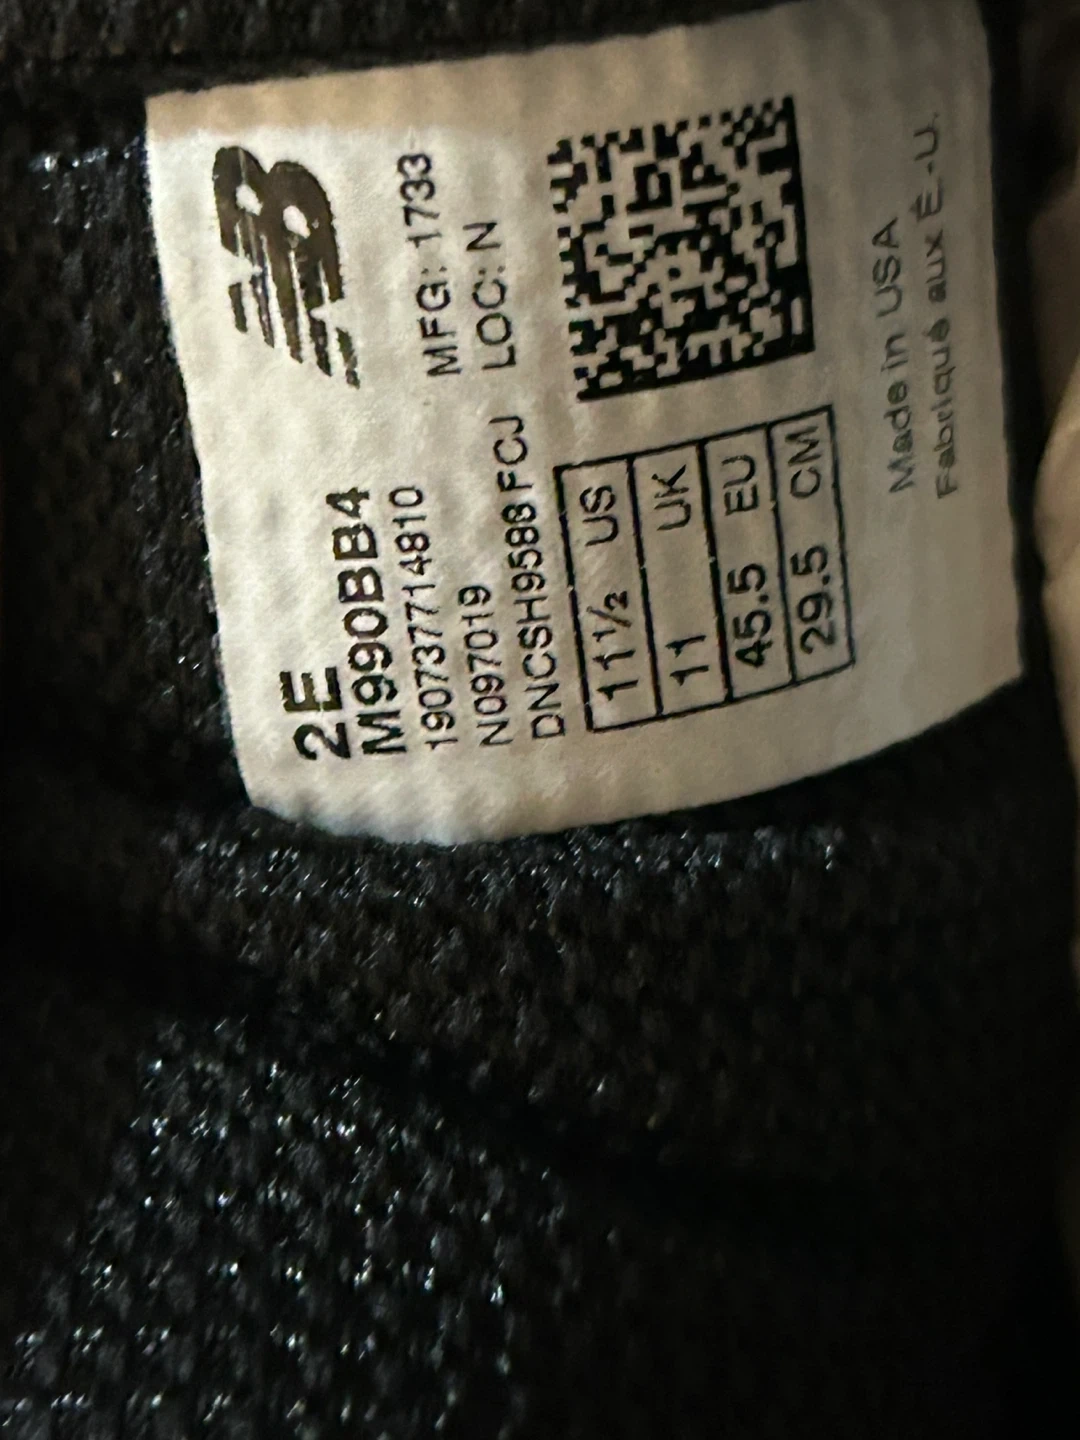 NB
2E
M990BB4
190737714810 MFG: 1733
N097019 LOC: N
DNCSH9588 FCJ
11½ US
11 UK
45.5 EU
29.5 CM
Made in USA
Fabriqué aux É.-U.